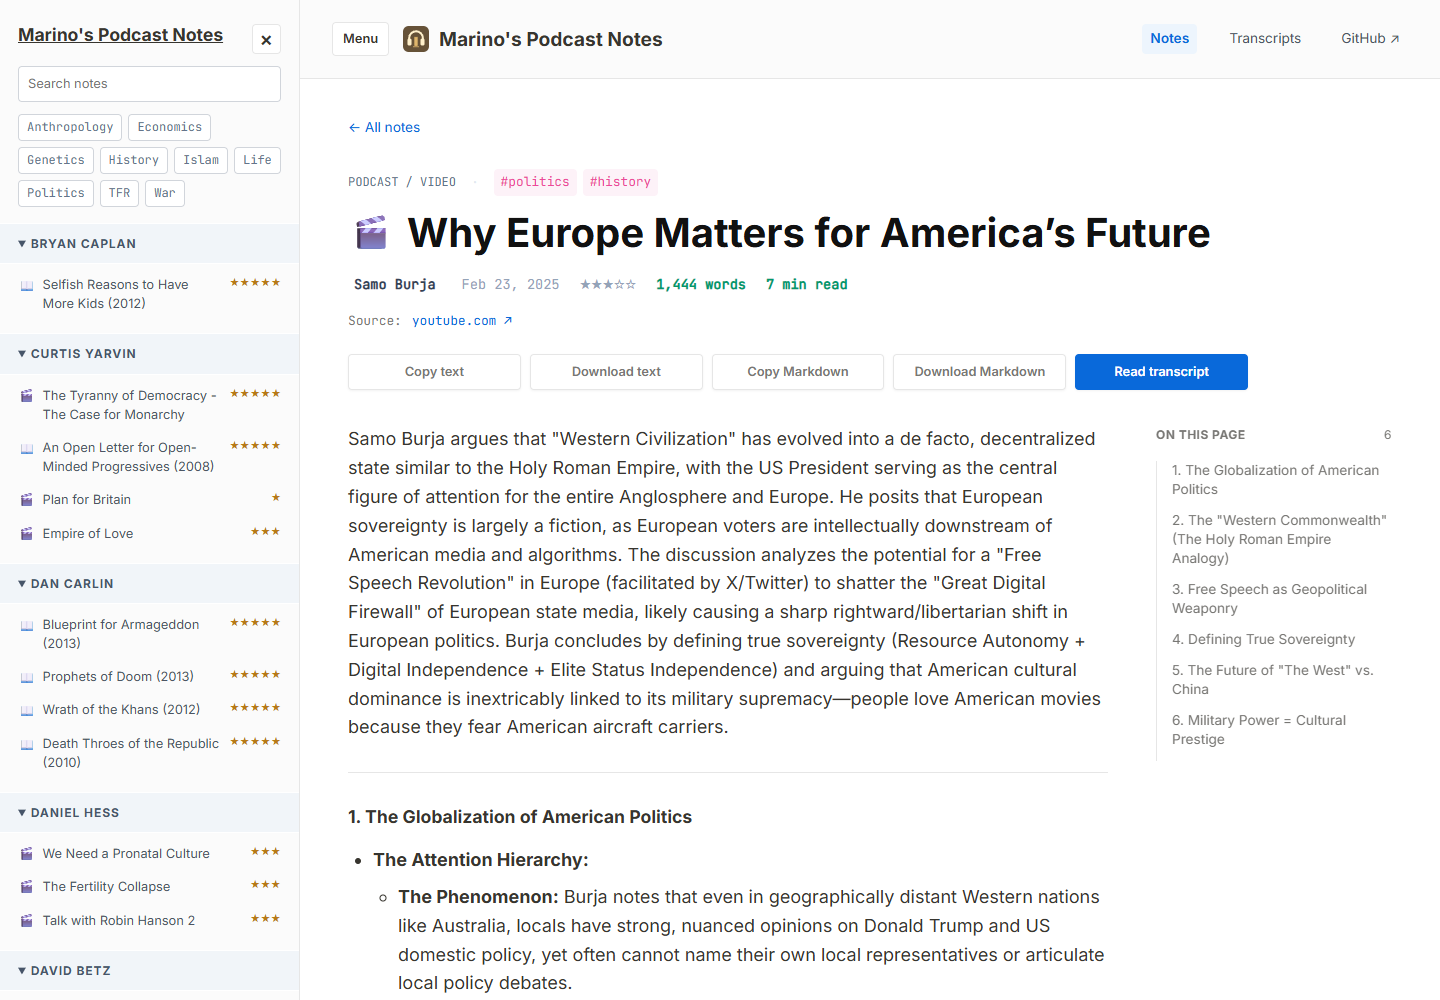 Marino's Podcast Notes
×
Search notes
Anthropology Economics
Genetics History Islam Life
Politics TFR War
▼ BRYAN CAPLAN
Selfish Reasons to Have ★★★★★
More Kids (2012)
▼ CURTIS YARVIN
The Tyranny of Democracy - ★★★★★
The Case for Monarchy
An Open Letter for Open- ★★★★★
Minded Progressives (2008)
Plan for Britain ★
Empire of Love ★★★
▼ DAN CARLIN
Blueprint for Armageddon ★★★★★
(2013)
Prophets of Doom (2013) ★★★★★
Wrath of the Khans (2012) ★★★★★
Death Throes of the Republic ★★★★★
(2010)
▼ DANIEL HESS
We Need a Pronatal Culture ★★★
The Fertility Collapse ★★★
Talk with Robin Hanson 2 ★★★
▼ DAVID BETZ
Menu Marino's Podcast Notes Notes Transcripts GitHub ↗
← All notes
PODCAST / VIDEO · #politics #history
Why Europe Matters for America’s Future
Samo Burja Feb 23, 2025 ★★★☆☆ 1,444 words 7 min read
Source: youtube.com ↗
Copy text Download text Copy Markdown Download Markdown Read transcript
Samo Burja argues that "Western Civilization" has evolved into a de facto, decentralized
state similar to the Holy Roman Empire, with the US President serving as the central
figure of attention for the entire Anglosphere and Europe. He posits that European
sovereignty is largely a fiction, as European voters are intellectually downstream of
American media and algorithms. The discussion analyzes the potential for a "Free
Speech Revolution" in Europe (facilitated by X/Twitter) to shatter the "Great Digital
Firewall" of European state media, likely causing a sharp rightward/libertarian shift in
European politics. Burja concludes by defining true sovereignty (Resource Autonomy +
Digital Independence + Elite Status Independence) and arguing that American cultural
dominance is inextricably linked to its military supremacy—people love American movies
because they fear American aircraft carriers.
1. The Globalization of American Politics
• The Attention Hierarchy:
○ The Phenomenon: Burja notes that even in geographically distant Western nations
like Australia, locals have strong, nuanced opinions on Donald Trump and US
domestic policy, yet often cannot name their own local representatives or articulate
local policy debates.
ON THIS PAGE 6
1. The Globalization of American
Politics
2. The "Western Commonwealth"
(The Holy Roman Empire
Analogy)
3. Free Speech as Geopolitical
Weaponry
4. Defining True Sovereignty
5. The Future of "The West" vs.
China
6. Military Power = Cultural
Prestige